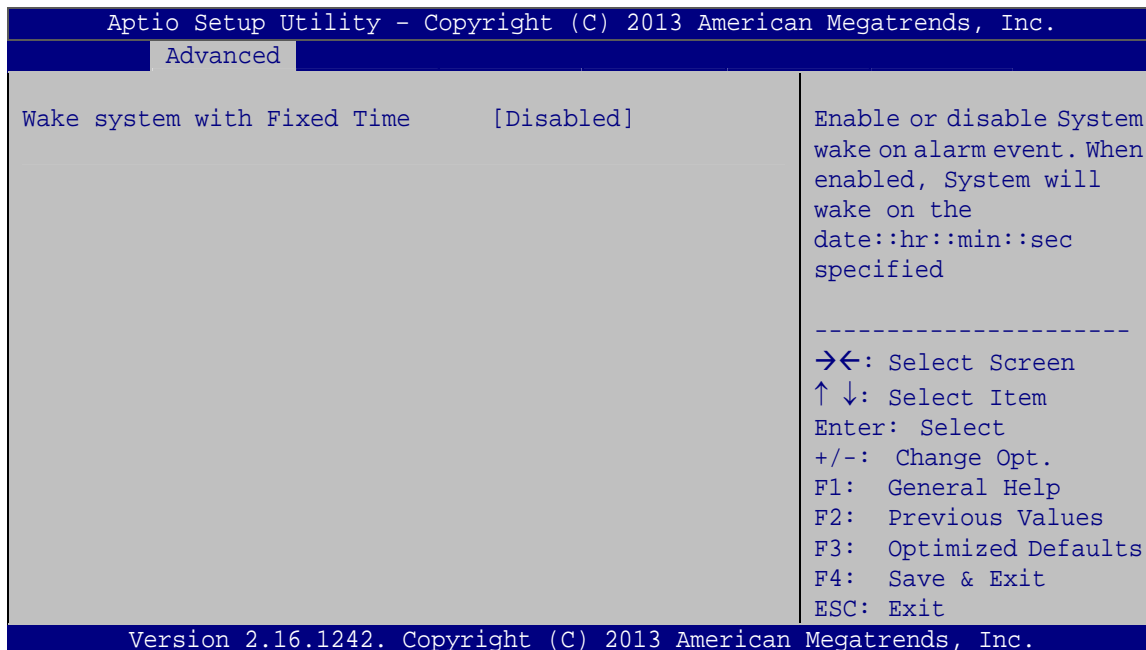 Aptio Setup Utility – Copyright (C) 2013 American Megatrends, Inc.
Advanced
Wake system with Fixed Time [Disabled]
Enable or disable System
wake on alarm event. When
enabled, System will
wake on the
date::hr::min::sec
specified
----------------------
→←: Select Screen
↑ ↓: Select Item
Enter: Select
+/-: Change Opt.
F1: General Help
F2: Previous Values
F3: Optimized Defaults
F4: Save & Exit
ESC: Exit
Version 2.16.1242. Copyright (C) 2013 American Megatrends, Inc.